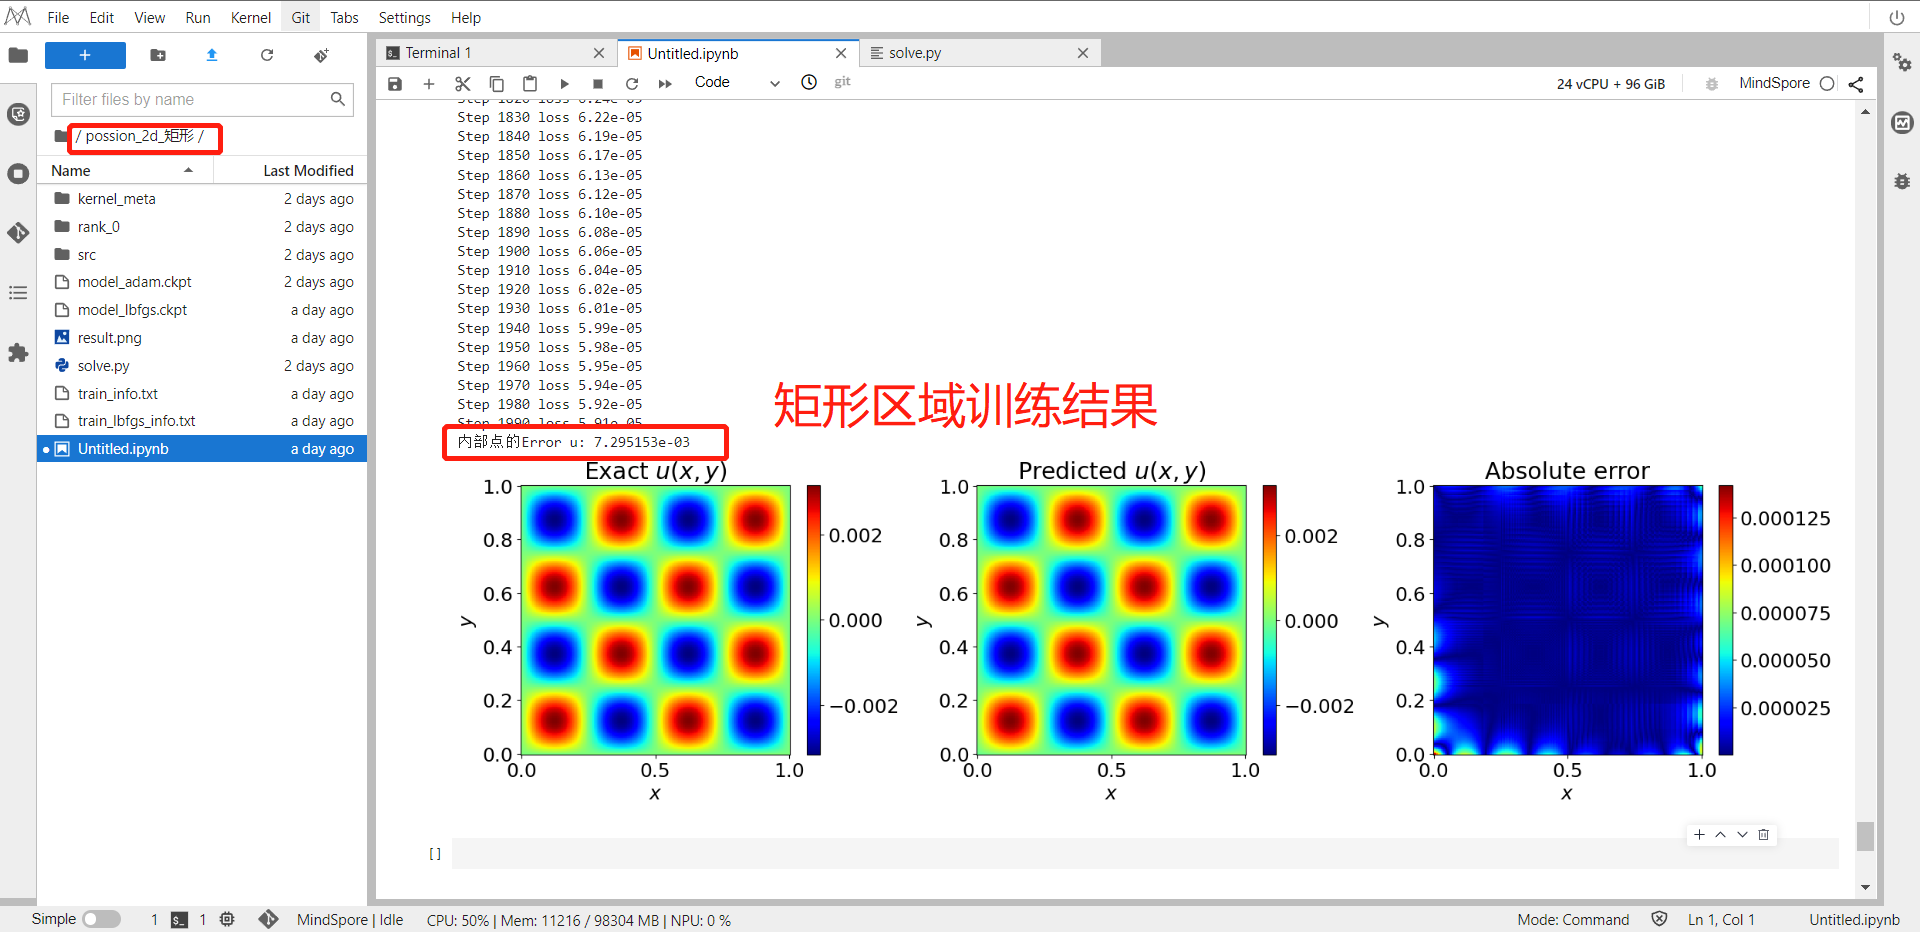 File Edit View Run Kernel Git Tabs Settings Help
Filter files by name
/ possion_2d_矩形 /
Name Last Modified
kernel_meta 2 days ago
rank_0 2 days ago
src 2 days ago
model_adam.ckpt 2 days ago
model_lbfgs.ckpt a day ago
result.png a day ago
solve.py 2 days ago
train_info.txt a day ago
train_lbfgs_info.txt a day ago
Untitled.ipynb a day ago
Terminal 1 Untitled.ipynb solve.py
Code git 24 vCPU + 96 GiB MindSpore
Step 1820 loss 6.24e-05
Step 1830 loss 6.22e-05
Step 1840 loss 6.19e-05
Step 1850 loss 6.17e-05
Step 1860 loss 6.13e-05
Step 1870 loss 6.12e-05
Step 1880 loss 6.10e-05
Step 1890 loss 6.08e-05
Step 1900 loss 6.06e-05
Step 1910 loss 6.04e-05
Step 1920 loss 6.02e-05
Step 1930 loss 6.01e-05
Step 1940 loss 5.99e-05
Step 1950 loss 5.98e-05
Step 1960 loss 5.95e-05
Step 1970 loss 5.94e-05
Step 1980 loss 5.92e-05
Step 1990 loss 5.91e-05
矩形区域训练结果
内部点的Error u: 7.295153e-03
Exact u(x, y)
1.0
0.8
0.6
0.4
0.2
0.0
y
0.0 0.5 1.0
x
0.002
0.000
−0.002
Predicted u(x, y)
1.0
0.8
0.6
0.4
0.2
0.0
y
0.0 0.5 1.0
x
0.002
0.000
−0.002
Absolute error
1.0
0.8
0.6
0.4
0.2
0.0
y
0.0 0.5 1.0
x
0.000125
0.000100
0.000075
0.000050
0.000025
[ ]
Simple 1 1 MindSpore | Idle CPU: 50% | Mem: 11216 / 98304 MB | NPU: 0 % Mode: Command Ln 1, Col 1 Untitled.ipynb